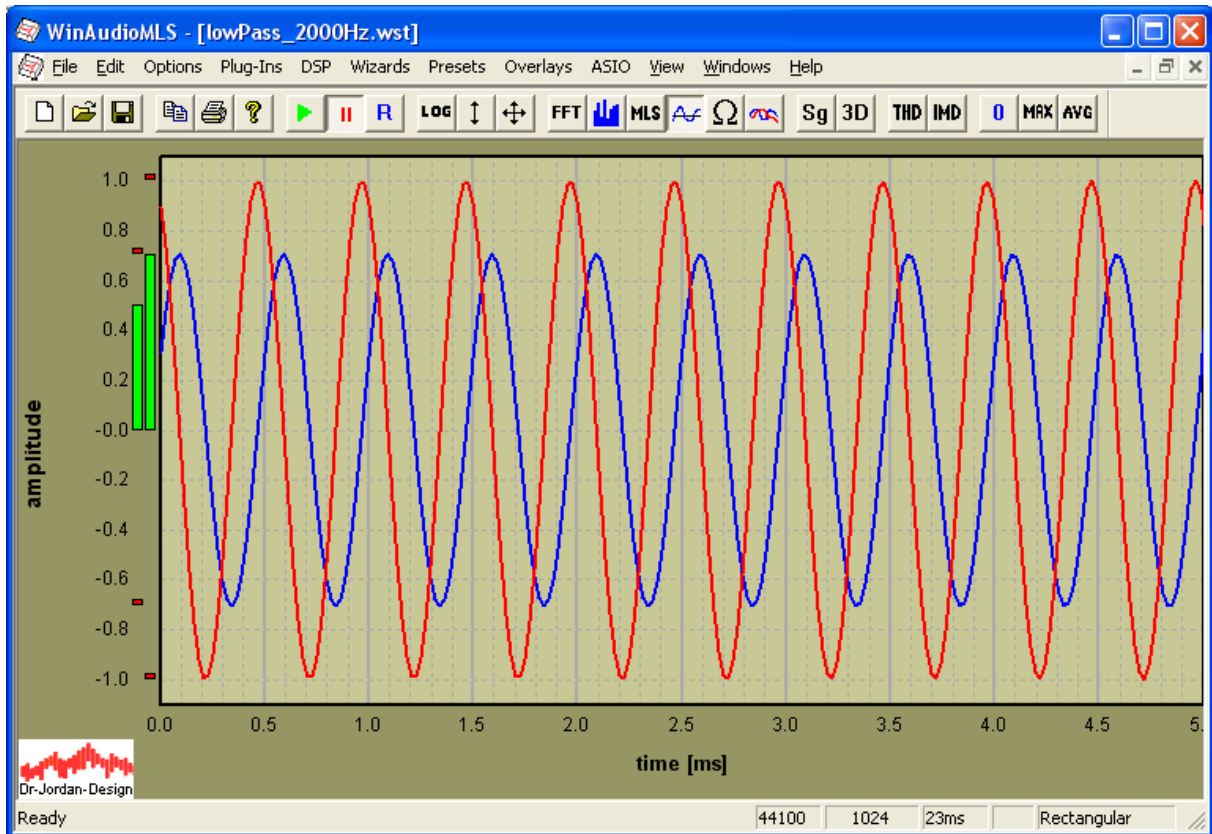 WinAudioMLS - [lowPass_2000Hz.wst]
File Edit Options Plug-Ins DSP Wizards Presets Overlays ASIO View Windows Help
R LOG FFT MLS Ω Sg 3D THD IMD 0 MAX AVG
1.0
0.8
0.6
0.4
0.2
-0.0
-0.2
-0.4
-0.6
-0.8
-1.0
amplitude
0.0 0.5 1.0 1.5 2.0 2.5 3.0 3.5 4.0 4.5 5.
time [ms]
Dr-Jordan-Design
Ready 44100 1024 23ms Rectangular